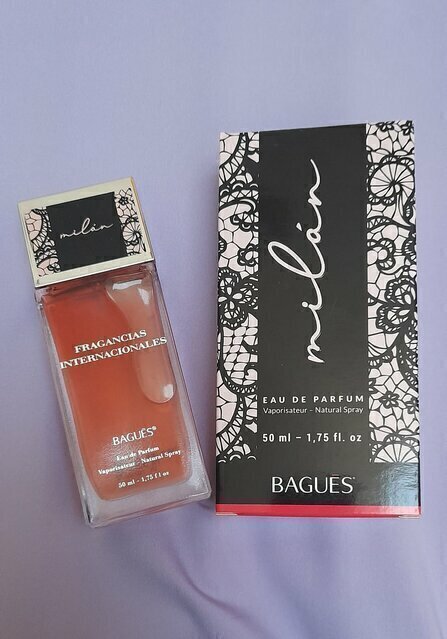 milán
FRAGANCIAS
INTERNACIONALES
BAGUÉS®
Eau de Parfum
Vaporisateur - Natural Spray
50 ml - 1,75 fl oz
milán
EAU DE PARFUM
Vaporisateur - Natural Spray
50 ml – 1,75 fl. oz
BAGUÉS®